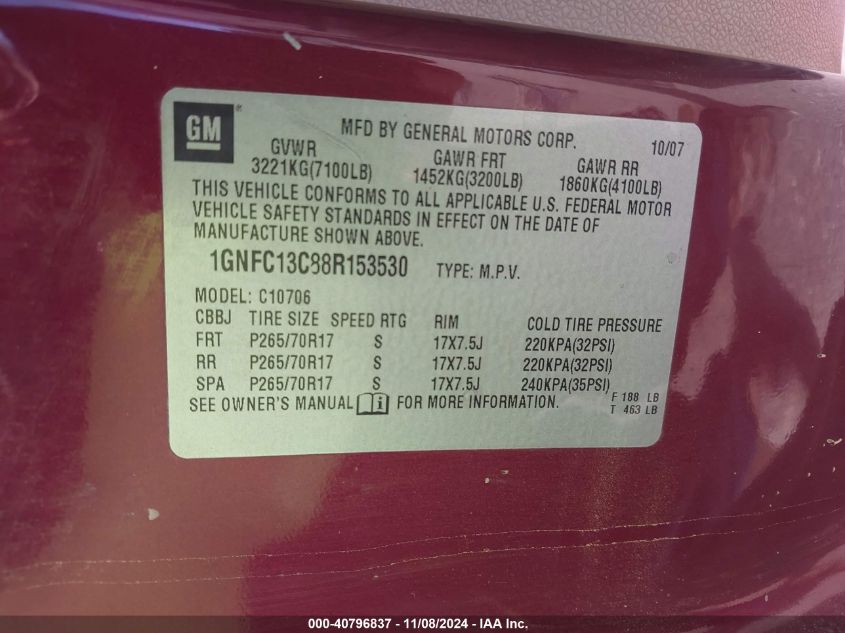 GM ® MFD BY GENERAL MOTORS CORP. 10/07
GVWR GAWR FRT GAWR RR
3221KG(7100LB) 1452KG(3200LB) 1860KG(4100LB)
THIS VEHICLE CONFORMS TO ALL APPLICABLE U.S. FEDERAL MOTOR
VEHICLE SAFETY STANDARDS IN EFFECT ON THE DATE OF
MANUFACTURE SHOWN ABOVE.
1GNFC13C88R153530 TYPE: M.P.V.
MODEL: C10706
CBBJ TIRE SIZE SPEED RTG RIM COLD TIRE PRESSURE
FRT P265/70R17 S 17X7.5J 220KPA(32PSI)
RR P265/70R17 S 17X7.5J 220KPA(32PSI)
SPA P265/70R17 S 17X7.5J 240KPA(35PSI)
SEE OWNER'S MANUAL i FOR MORE INFORMATION. F 188 LB
T 463 LB
000-40796837 - 11/08/2024 - IAA Inc.